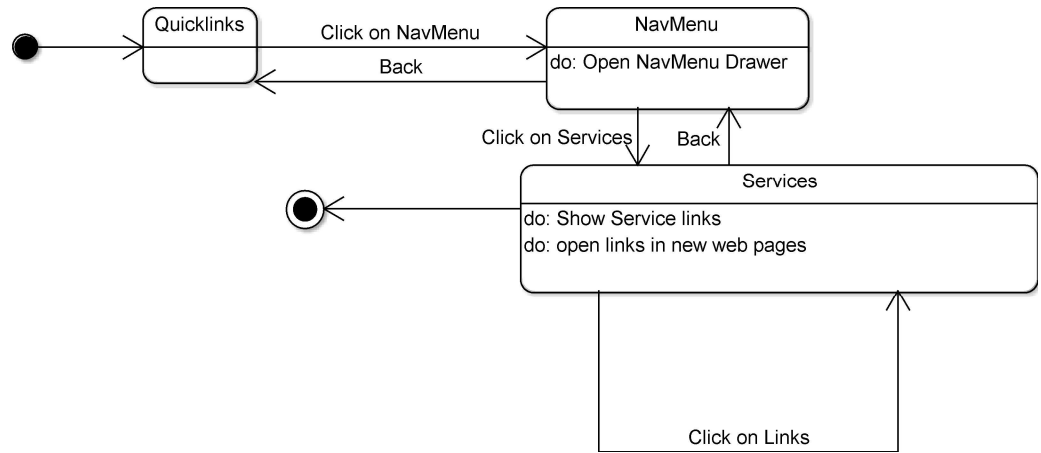 Quicklinks
Click on NavMenu
NavMenu
do: Open NavMenu Drawer
Back
Click on Services
Back
Services
do: Show Service links
do: open links in new web pages
Click on Links